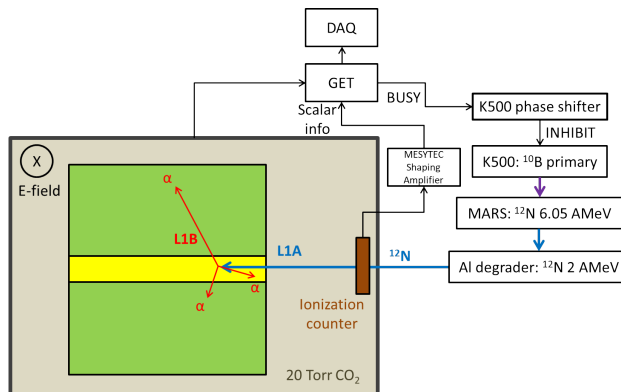 DAQ
GET
BUSY
Scalar
info
K500 phase shifter
INHIBIT
K500: ¹⁰B primary
MARS: ¹²N 6.05 AMeV
Al degrader: ¹²N 2 AMeV
MESYTEC
Shaping
Amplifier
X
E-field
α
L1B
L1A
¹²N
α
α
Ionization
counter
20 Torr CO₂